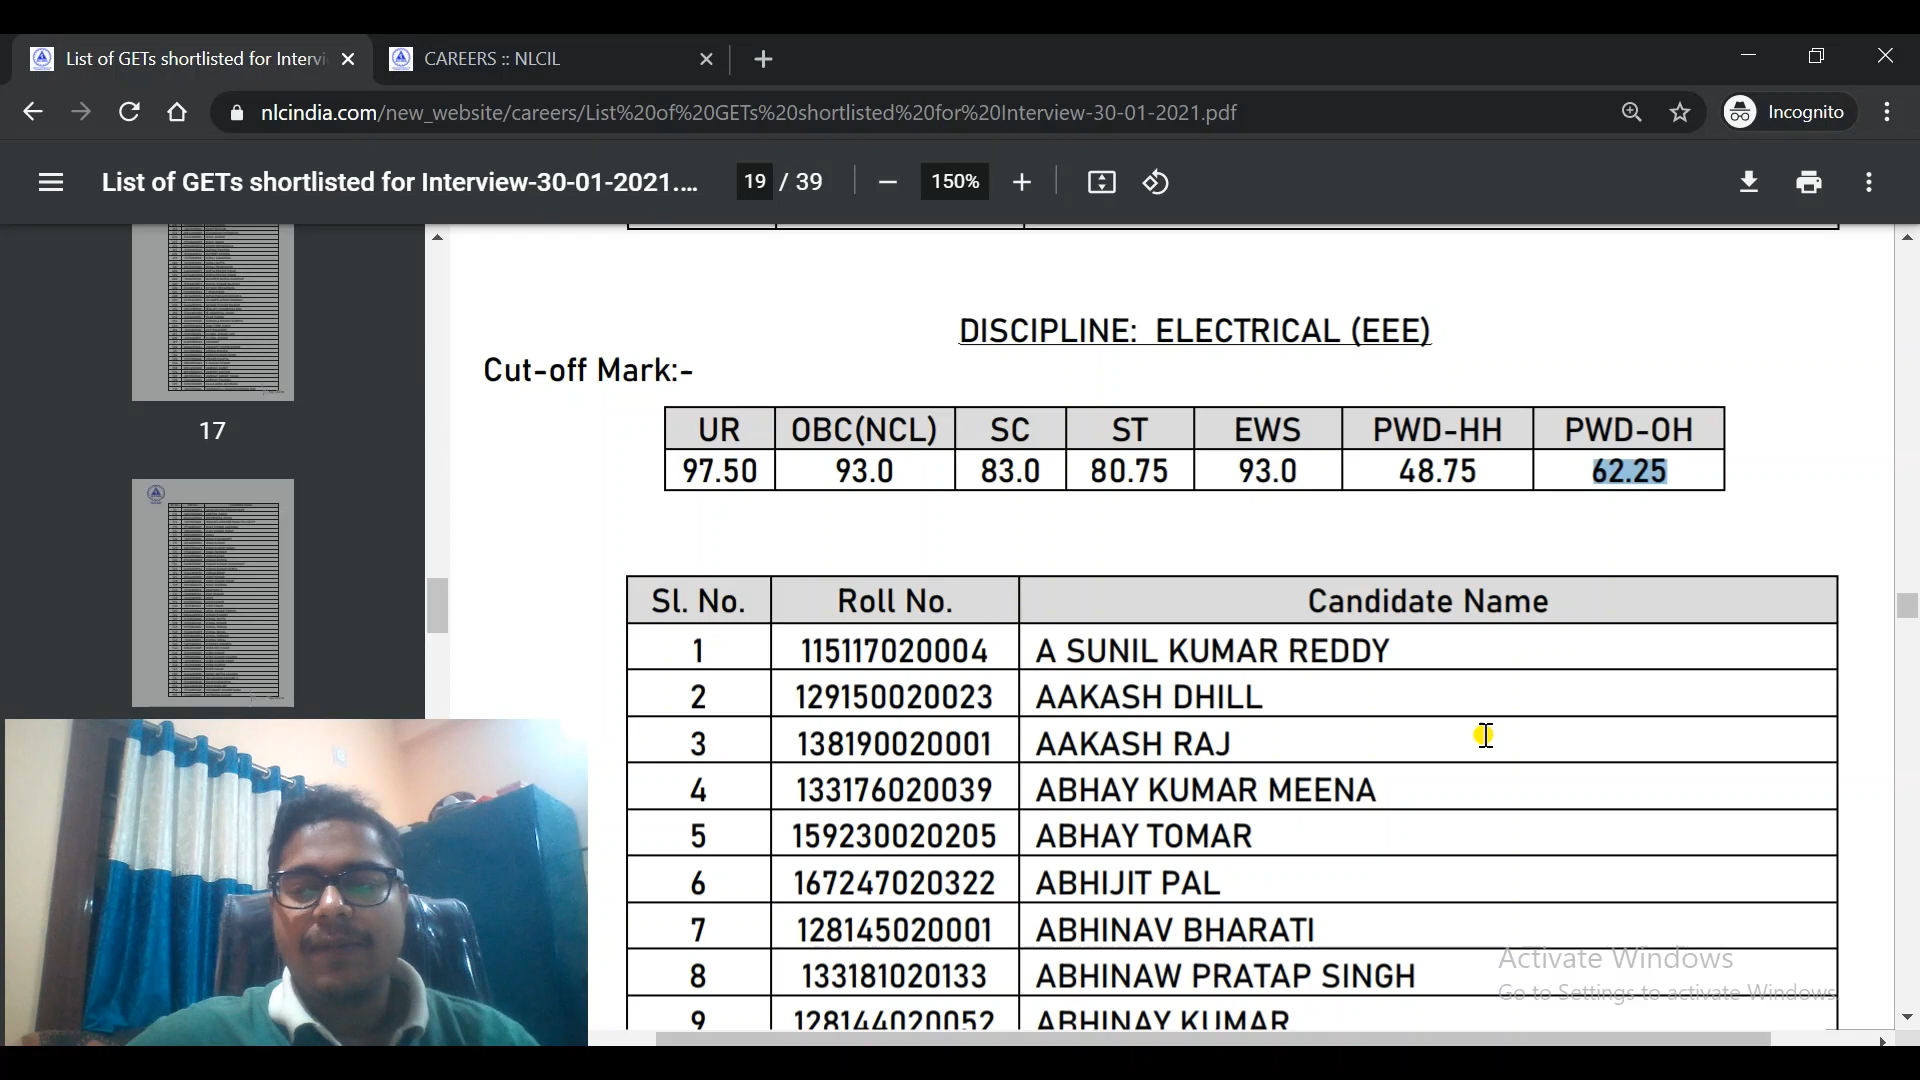 List of GETs shortlisted for Intervi
CAREERS :: NLCIL
nlcindia.com/new_website/careers/List%20of%20GETs%20shortlisted%20for%20Interview-30-01-2021.pdf
Incognito
List of GETs shortlisted for Interview-30-01-2021....
19 / 39
150%
17
DISCIPLINE: ELECTRICAL (EEE)
Cut-off Mark:-
UR OBC(NCL) SC ST EWS PWD-HH PWD-OH
97.50 93.0 83.0 80.75 93.0 48.75 62.25
Sl. No. Roll No. Candidate Name
1 115117020004 A SUNIL KUMAR REDDY
2 129150020023 AAKASH DHILL
3 138190020001 AAKASH RAJ
4 133176020039 ABHAY KUMAR MEENA
5 159230020205 ABHAY TOMAR
6 167247020322 ABHIJIT PAL
7 128145020001 ABHINAV BHARATI
8 133181020133 ABHINAW PRATAP SINGH
9 128144020052 ABHINAY KUMAR
Activate Windows
Go to Settings to activate Windows.